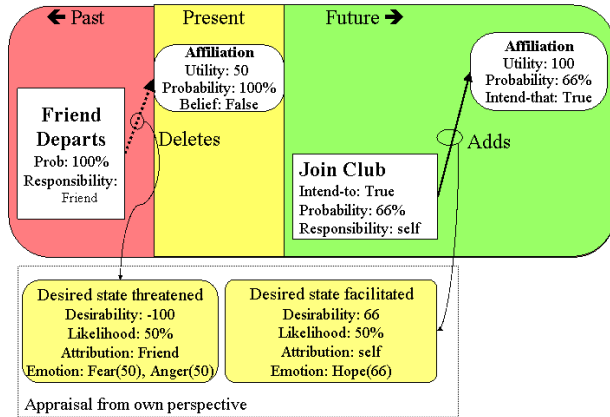 ← Past
Present
Future →
Affiliation
Utility: 50
Probability: 100%
Belief: False
Affiliation
Utility: 100
Probability: 66%
Intend-that: True
Friend
Departs
Prob: 100%
Responsibility:
Friend
Deletes
Adds
Join Club
Intend-to: True
Probability: 66%
Responsibility: self
Desired state threatened
Desirability: -100
Likelihood: 50%
Attribution: Friend
Emotion: Fear(50), Anger(50)
Desired state facilitated
Desirability: 66
Likelihood: 50%
Attribution: self
Emotion: Hope(66)
Appraisal from own perspective